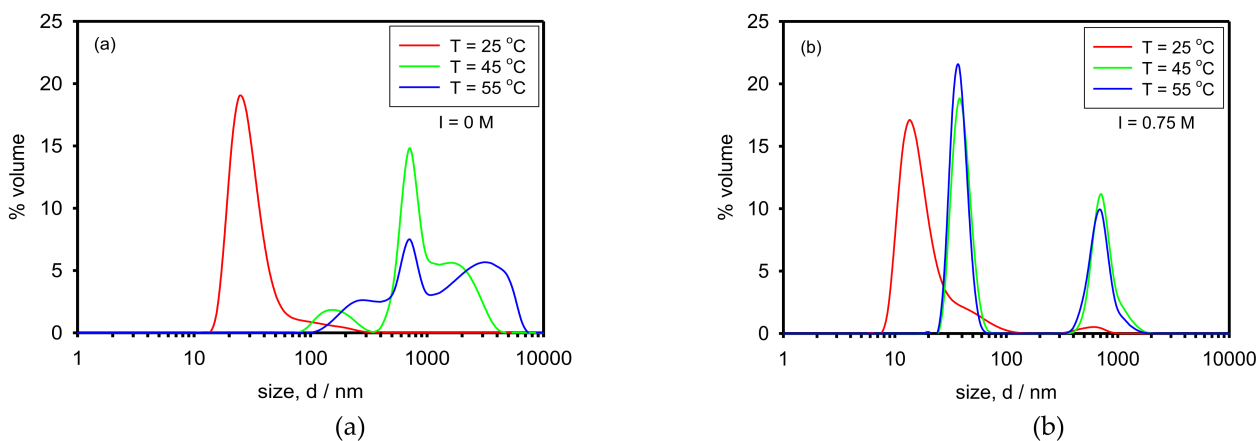 (a)
T = 25 °C
T = 45 °C
T = 55 °C
I = 0 M
25
20
15
10
5
0
% volume
1 10 100 1000 10000
size, d / nm
(a)
(b)
T = 25 °C
T = 45 °C
T = 55 °C
I = 0.75 M
25
20
15
10
5
0
% volume
1 10 100 1000 10000
size, d / nm
(b)